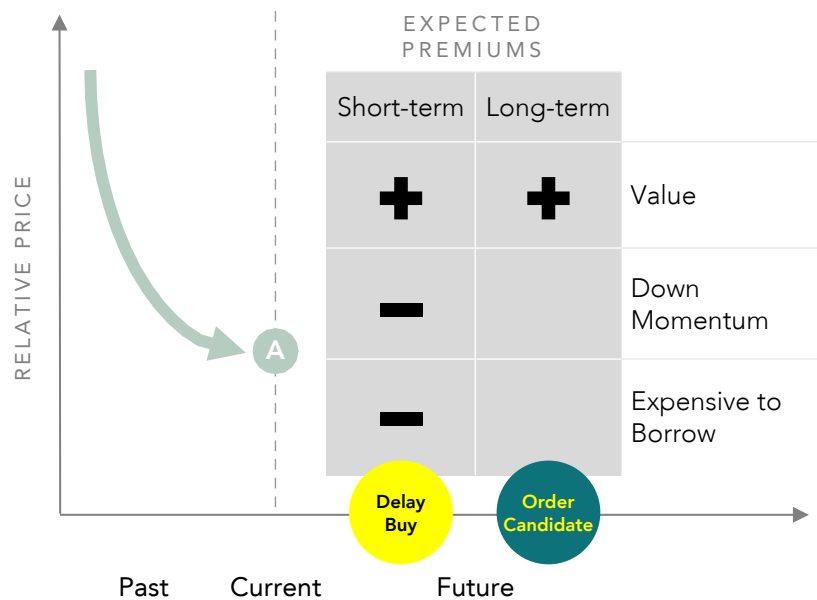 EXPECTED
PREMIUMS
Short-term
Long-term
Value
Down
Momentum
Expensive to
Borrow
RELATIVE PRICE
A
Delay
Buy
Order
Candidate
Past
Current
Future